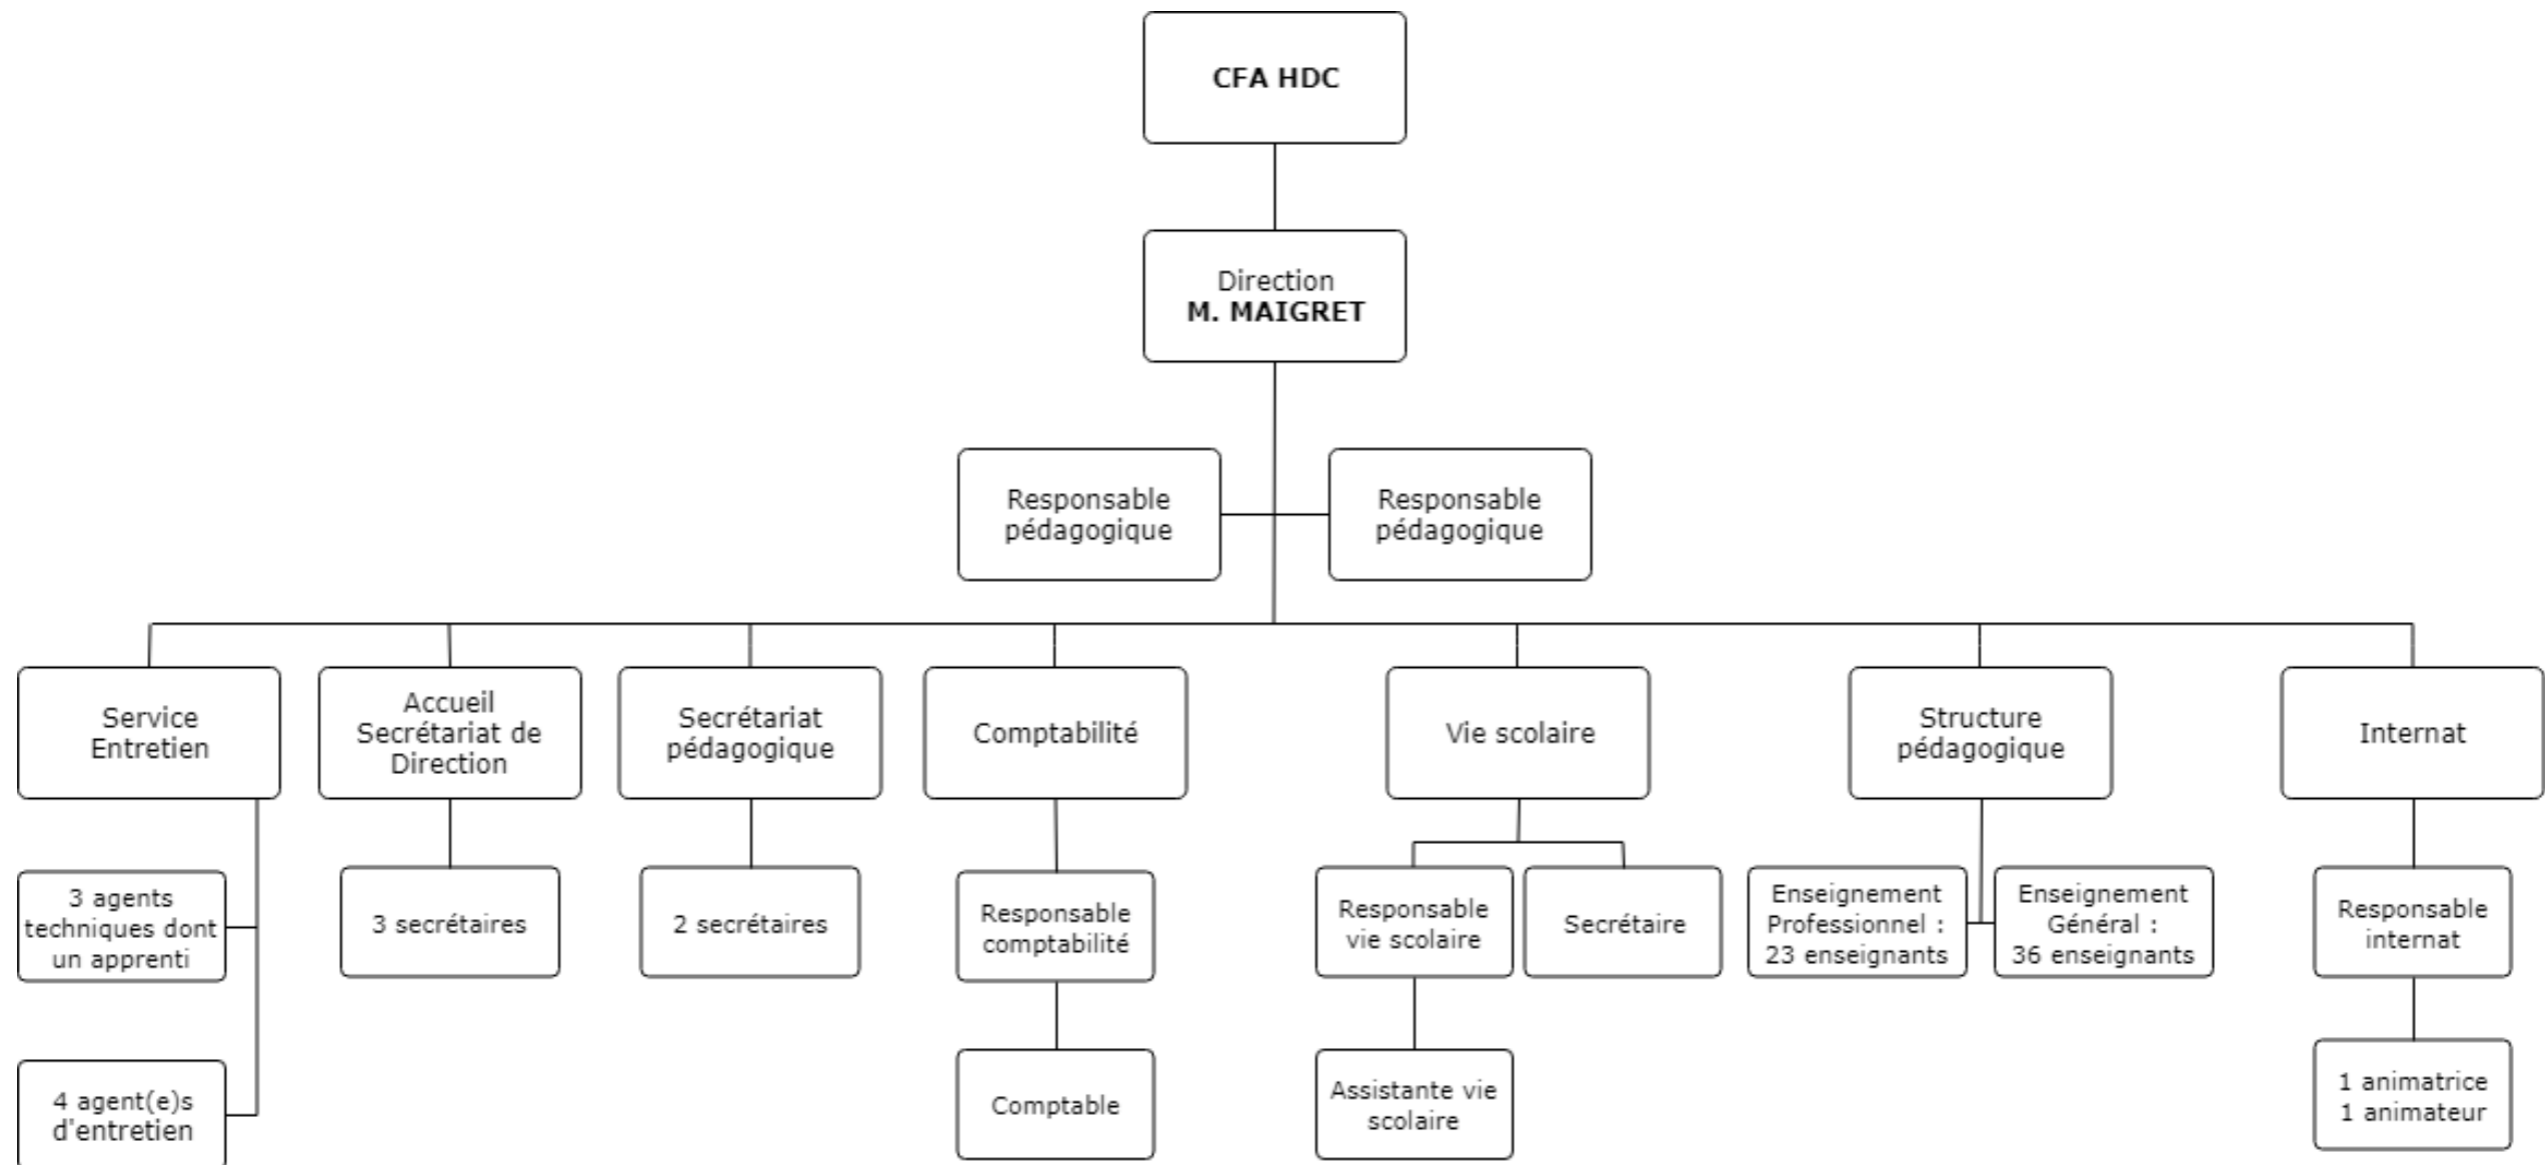 CFA HDC
Direction
M. MAIGRET
Responsable
pédagogique
Responsable
pédagogique
Service
Entretien
Accueil
Secrétariat de
Direction
Secrétariat
pédagogique
Comptabilité
Vie scolaire
Structure
pédagogique
Internat
3 agents
techniques dont
un apprenti
3 secrétaires
2 secrétaires
Responsable
comptabilité
Responsable
vie scolaire
Secrétaire
Enseignement
Professionnel :
23 enseignants
Enseignement
Général :
36 enseignants
Responsable
internat
4 agent(e)s
d'entretien
Comptable
Assistante vie
scolaire
1 animatrice
1 animateur